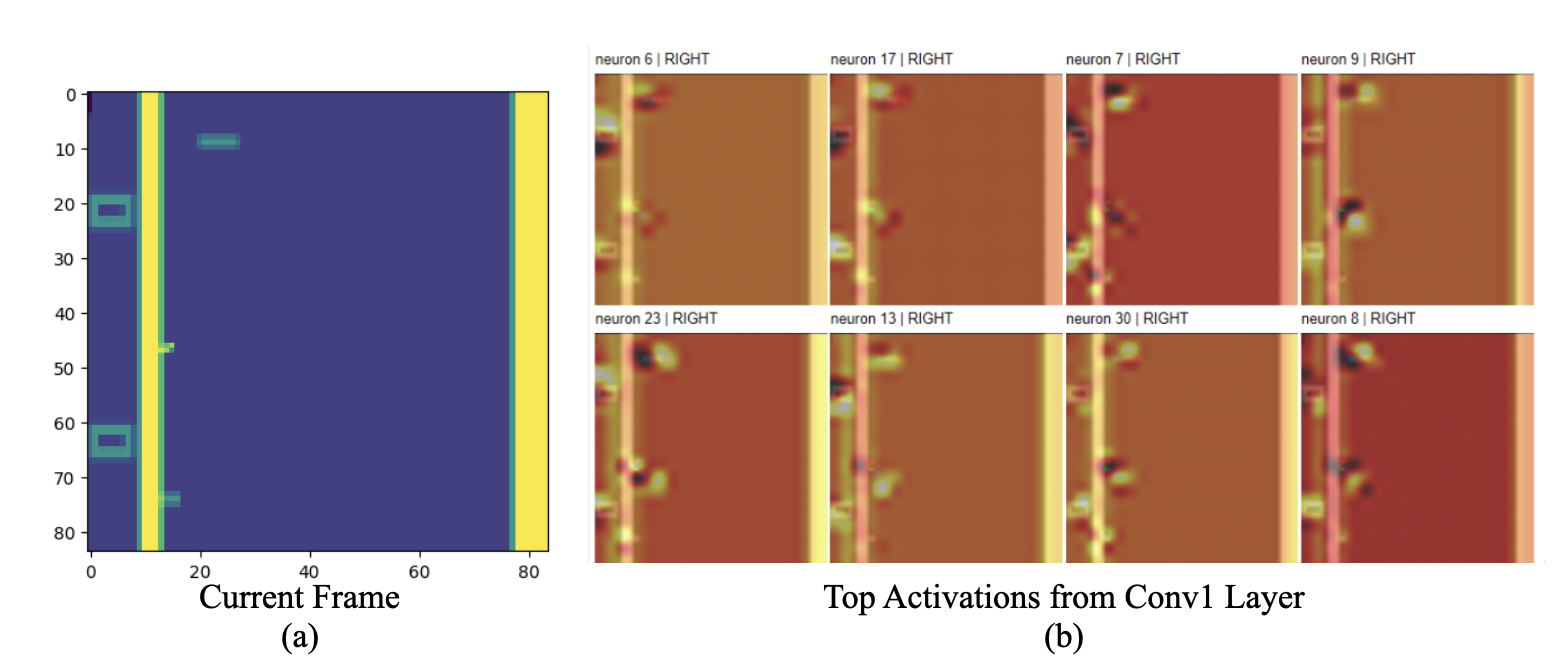 0
10
20
30
40
50
60
70
80
0 20 40 60 80
Current Frame
(a)
neuron 6 | RIGHT neuron 17 | RIGHT neuron 7 | RIGHT neuron 9 | RIGHT
neuron 23 | RIGHT neuron 13 | RIGHT neuron 30 | RIGHT neuron 8 | RIGHT
Top Activations from Conv1 Layer
(b)